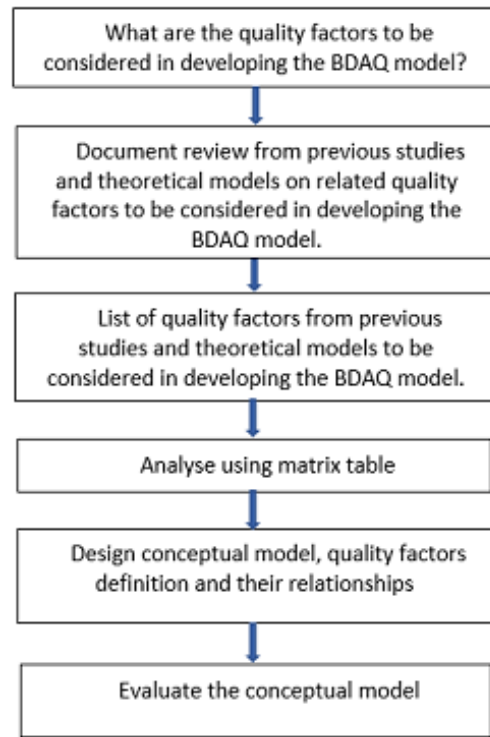 What are the quality factors to be
considered in developing the BDAQ model?
Document review from previous studies
and theoretical models on related quality
factors to be considered in developing the
BDAQ model.
List of quality factors from previous
studies and theoretical models to be
considered in developing the BDAQ model.
Analyse using matrix table
Design conceptual model, quality factors
definition and their relationships
Evaluate the conceptual model